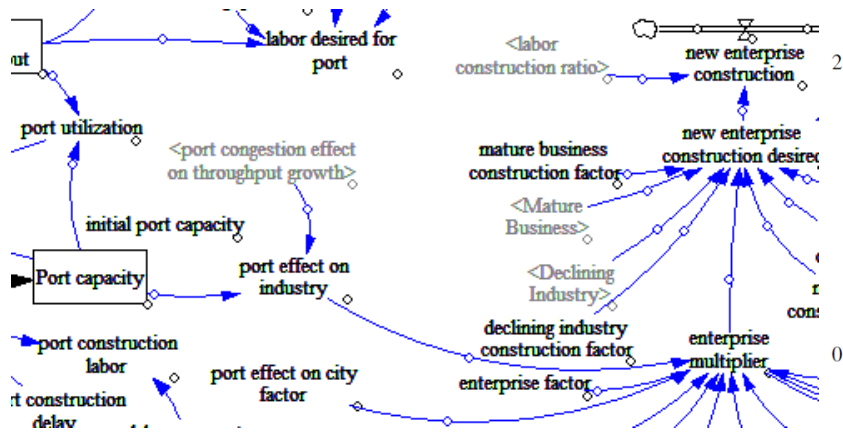 labor desired for
port
<labor
construction ratio>
new enterprise
construction
2
port utilization
<port congestion effect
on throughput growth>
mature business
construction factor
new enterprise
construction desired
<Mature
Business>
initial port capacity
Port capacity
port effect on
industry
<Declining
Industry>
declining industry
construction factor
enterprise
multiplier
0
port construction
labor
port effect on city
factor
enterprise factor
construction
delay